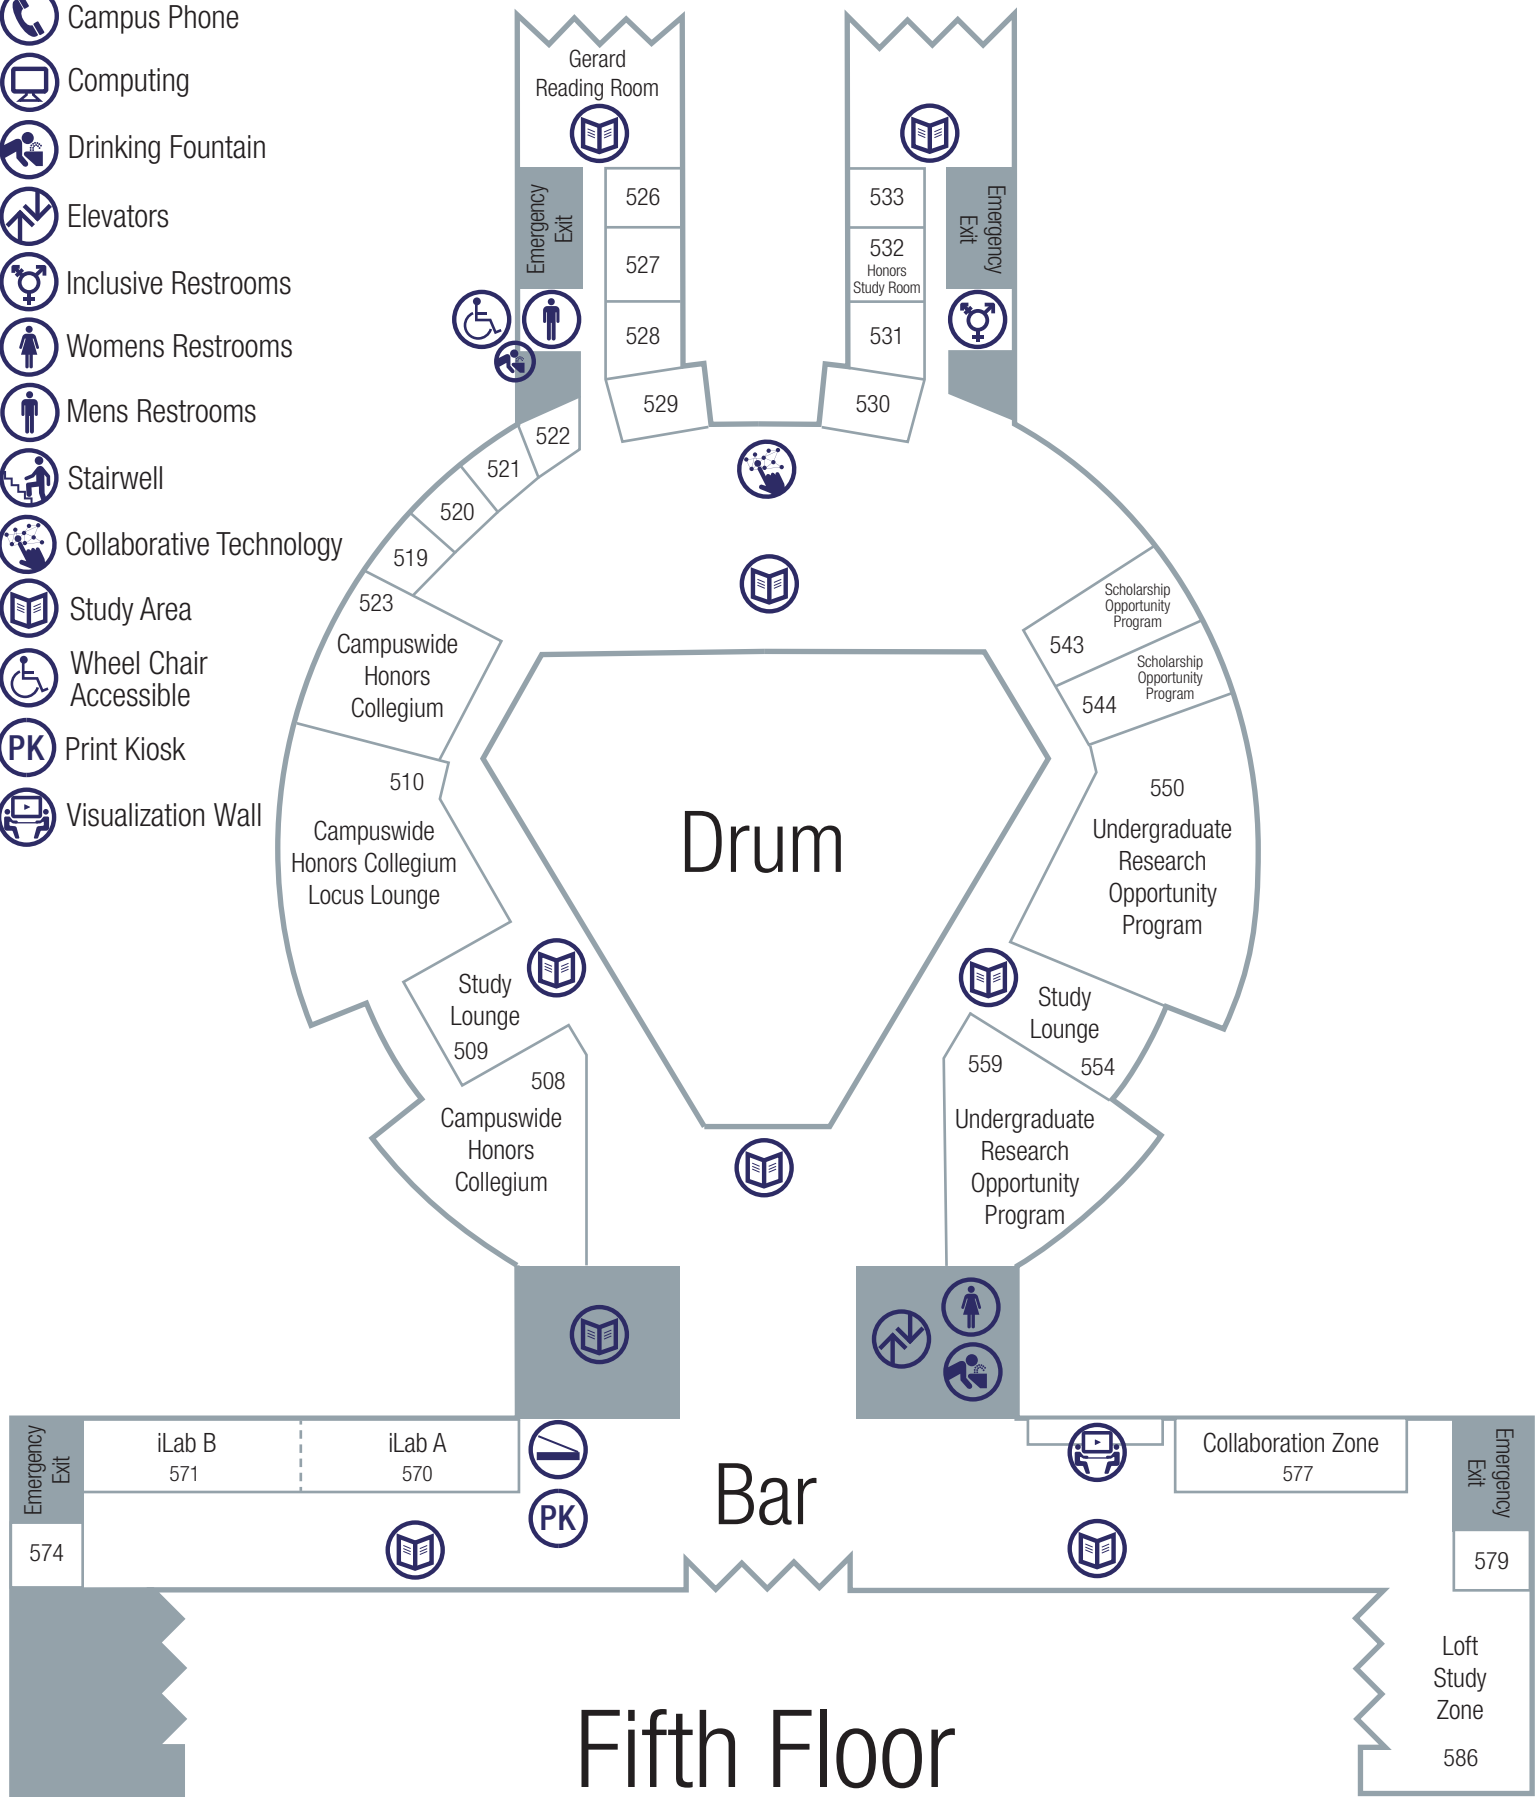 Campus Phone
Computing
Drinking Fountain
Elevators
Inclusive Restrooms
Womens Restrooms
Mens Restrooms
Stairwell
Collaborative Technology
Study Area
Wheel Chair
Accessible
PK
Print Kiosk
Visualization Wall
Gerard
Reading Room
Emergency
Exit
526
527
528
529
533
532
Honors
Study Room
531
530
Emergency
Exit
522
521
520
519
523
Campuswide
Honors
Collegium
510
Campuswide
Honors Collegium
Locus Lounge
Study
Lounge
509
508
Campuswide
Honors
Collegium
Drum
Scholarship
Opportunity
Program
543
Scholarship
Opportunity
Program
544
550
Undergraduate
Research
Opportunity
Program
Study
Lounge
554
559
Undergraduate
Research
Opportunity
Program
Emergency
Exit
iLab B
571
iLab A
570
PK
574
Bar
Collaboration Zone
577
Emergency
Exit
579
Loft
Study
Zone
586
Fifth Floor